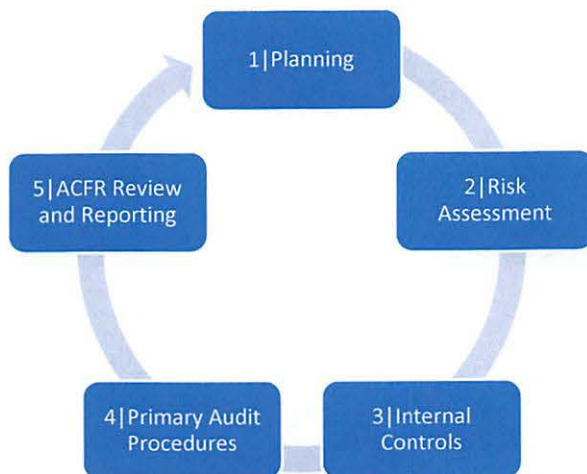 1|Planning
2|Risk
Assessment
3|Internal
Controls
4|Primary Audit
Procedures
5|ACFR Review
and Reporting